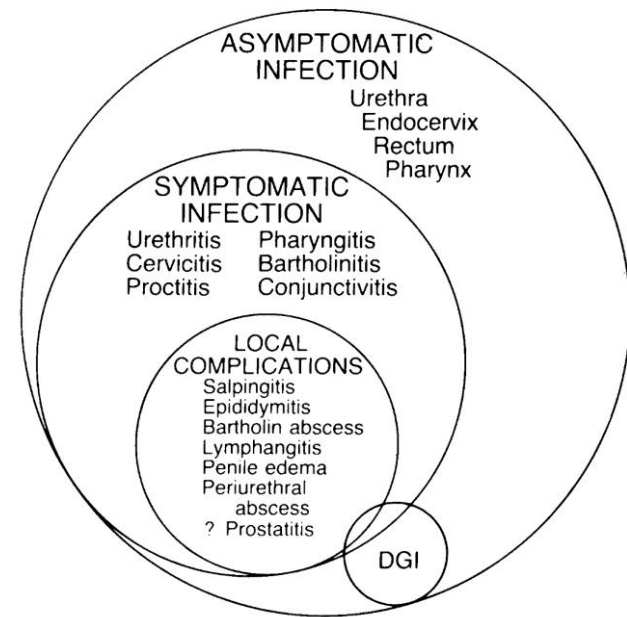 ASYMPTOMATIC
INFECTION
Urethra
Endocervix
Rectum
Pharynx
SYMPTOMATIC
INFECTION
Urethritis Pharyngitis
Cervicitis Bartholinitis
Proctitis Conjunctivitis
LOCAL
COMPLICATIONS
Salpingitis
Epididymitis
Bartholin abscess
Lymphangitis
Penile edema
Periurethral
abscess
? Prostatitis
DGI